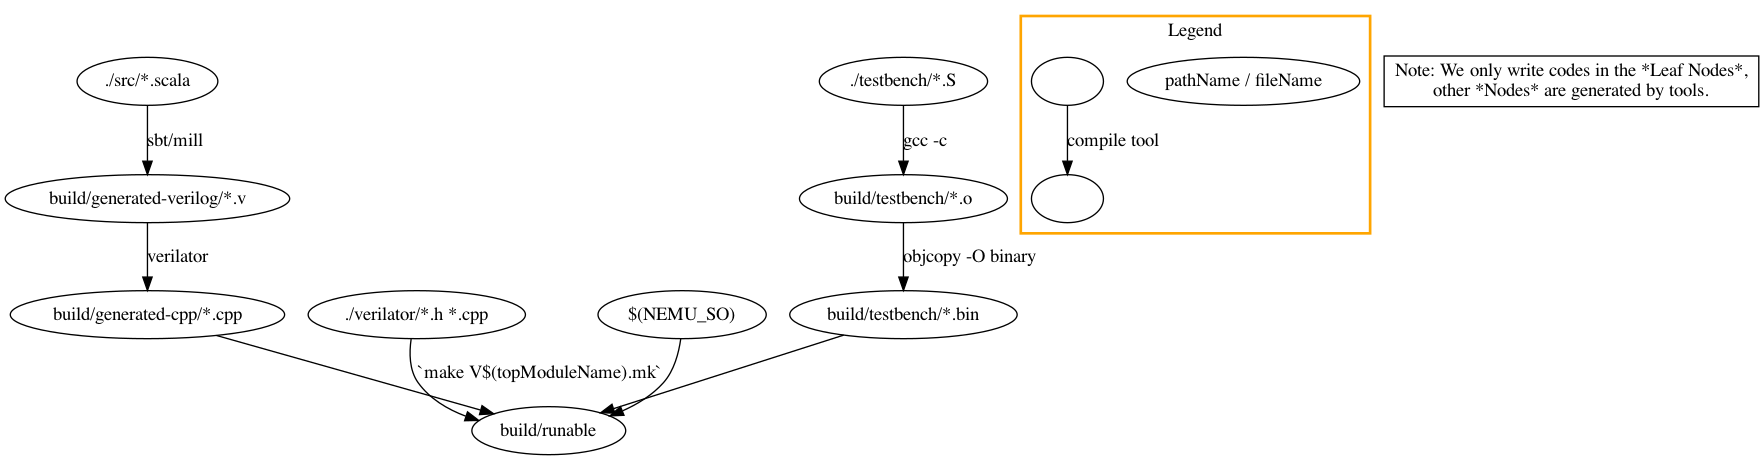 Legend
./src/*.scala
./testbench/*.S
pathName / fileName
Note: We only write codes in the *Leaf Nodes*,
other *Nodes* are generated by tools.
sbt/mill
gcc -c
compile tool
build/generated-verilog/*.v
build/testbench/*.o
verilator
objcopy -O binary
build/generated-cpp/*.cpp
./verilator/*.h *.cpp
$(NEMU_SO)
build/testbench/*.bin
`make V$(topModuleName).mk`
build/runable